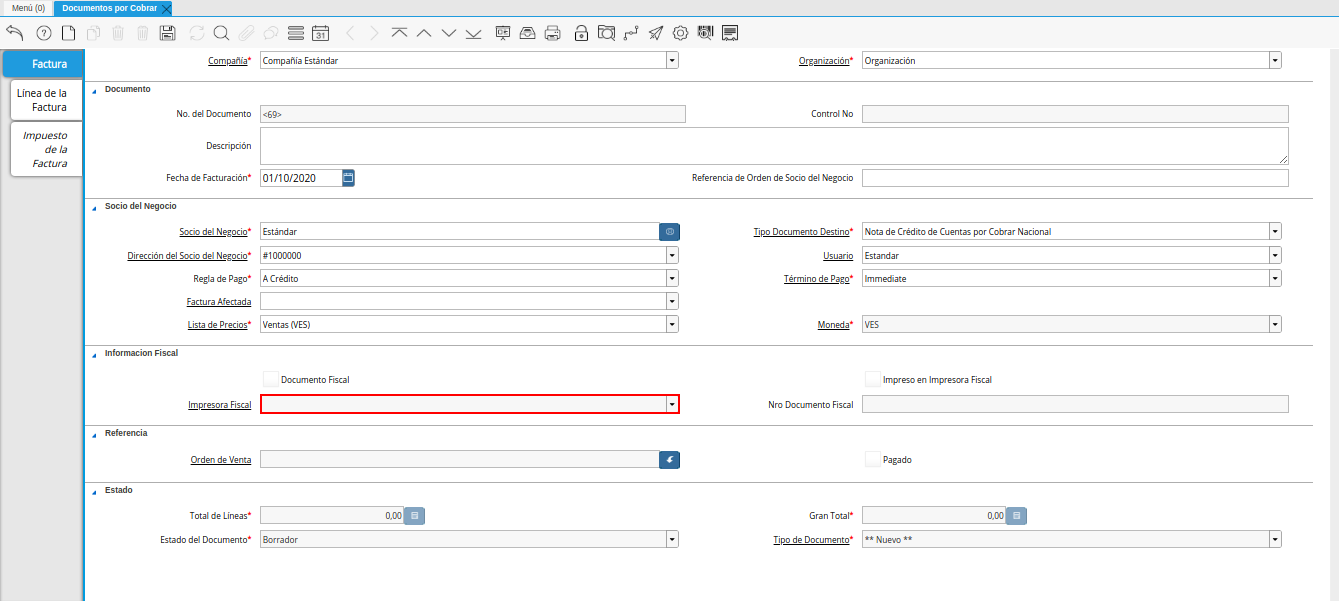 Menú (0) Documentos por Cobrar
31
Factura
Línea de la
Factura
Impuesto
de la
Factura
Compañía* Compañía Estándar Organización* Organización
Documento
No. del Documento <69> Control No
Descripción
Fecha de Facturación* 01/10/2020 Referencia de Orden de Socio del Negocio
Socio del Negocio
Socio del Negocio* Estándar Tipo Documento Destino* Nota de Crédito de Cuentas por Cobrar Nacional
Dirección del Socio del Negocio* #1000000 Usuario Estandar
Regla de Pago* A Crédito Término de Pago* Immediate
Factura Afectada
Lista de Precios* Ventas (VES) Moneda* VES
Informacion Fiscal
Documento Fiscal Impreso en Impresora Fiscal
Impresora Fiscal Nro Documento Fiscal
Referencia
Orden de Venta Pagado
Estado
Total de Líneas* 0,00 Gran Total* 0,00
Estado del Documento* Borrador Tipo de Documento* ** Nuevo **